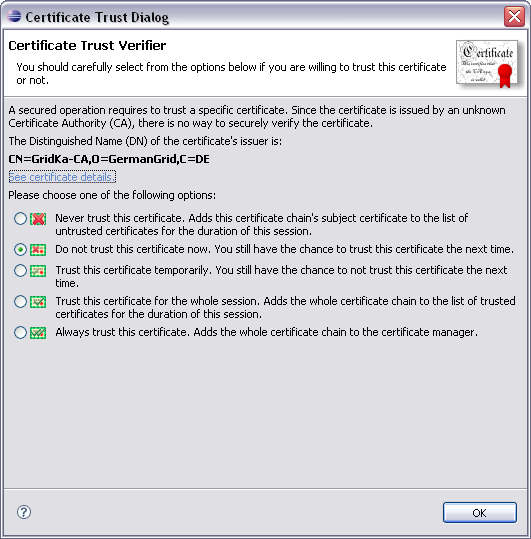 Certificate Trust Dialog
Certificate Trust Verifier
You should carefully select from the options below if you are willing to trust this certificate
or not.
Certificate
A secured operation requires to trust a specific certificate. Since the certificate is issued by an unknown
Certificate Authority (CA), there is no way to securely verify the certificate.
The Distinguished Name (DN) of the certificate's issuer is:
CN=GridKa-CA,O=GermanGrid,C=DE
See certificate details.
Please choose one of the following options:
Never trust this certificate. Adds this certificate chain's subject certificate to the list of
untrusted certificates for the duration of this session.
Do not trust this certificate now. You still have the chance to trust this certificate the next time.
Trust this certificate temporarily. You still have the chance to not trust this certificate the next
time.
Trust this certificate for the whole session. Adds the whole certificate chain to the list of trusted
certificates for the duration of this session.
Always trust this certificate. Adds the whole certificate chain to the certificate manager.
?
OK